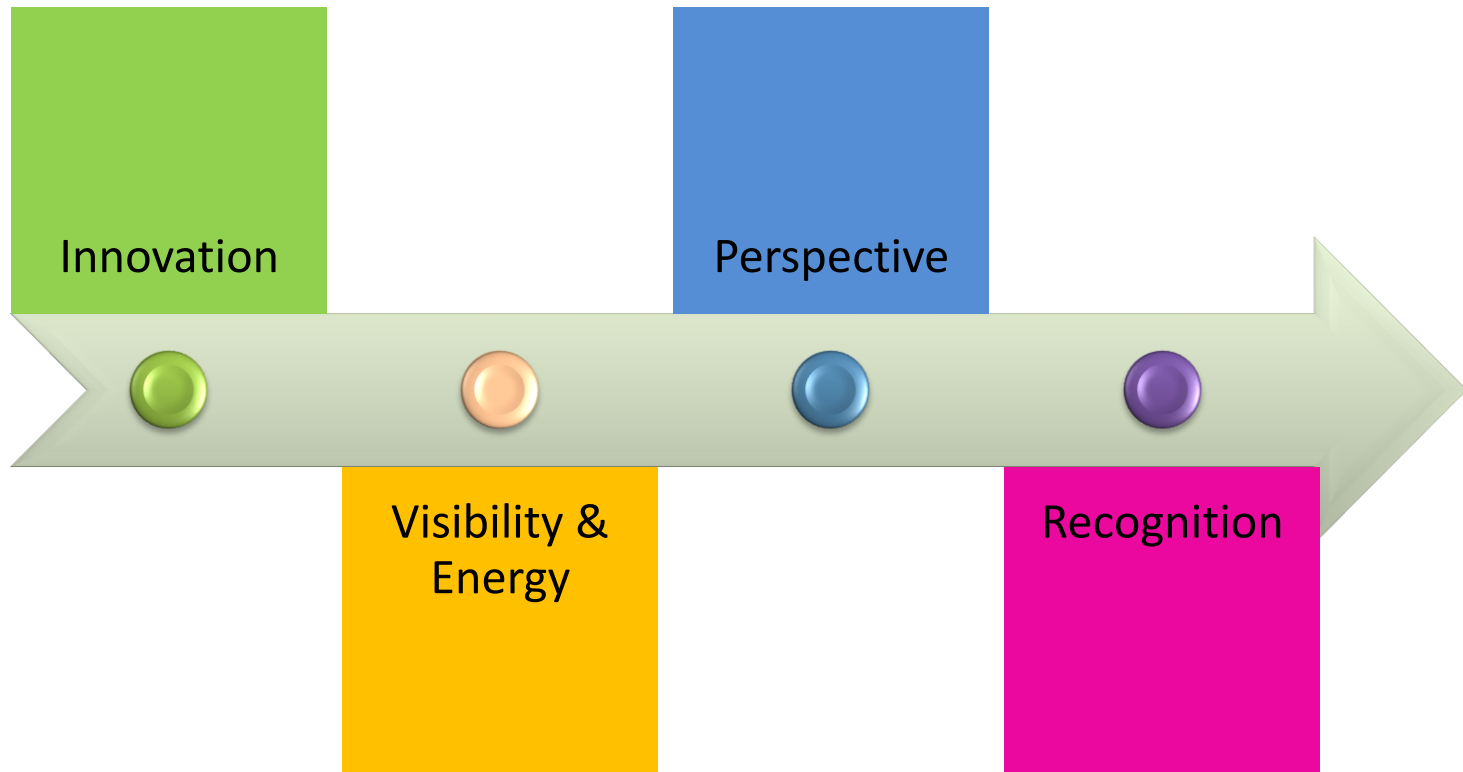 Innovation
Visibility &
Energy
Perspective
Recognition